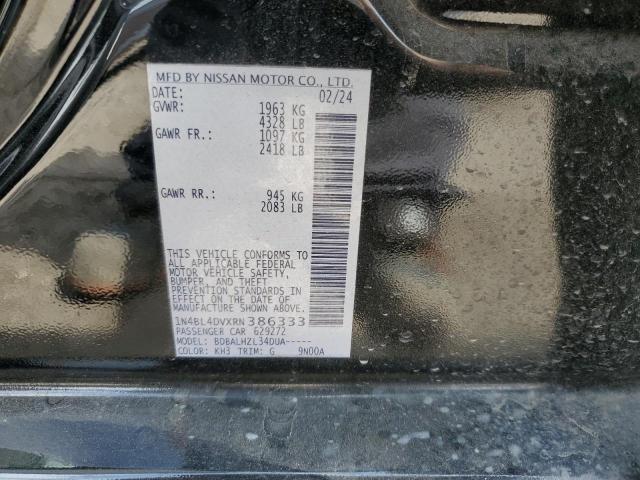 MFD BY NISSAN MOTOR CO., LTD.
DATE: 02/24
GVWR: 1963 KG
4328 LB
GAWR FR.: 1097 KG
2418 LB
GAWR RR.: 945 KG
2083 LB
THIS VEHICLE CONFORMS TO
ALL APPLICABLE FEDERAL
MOTOR VEHICLE SAFETY,
BUMPER, AND THEFT
PREVENTION STANDARDS IN
EFFECT ON THE DATE OF
MANUFACTURE SHOWN ABOVE.
1N4BL4DVXRN386333
PASSENGER CAR 629272
MODEL: BDBALHZL34DUA-----
COLOR: KH3 TRIM: G 9N00A